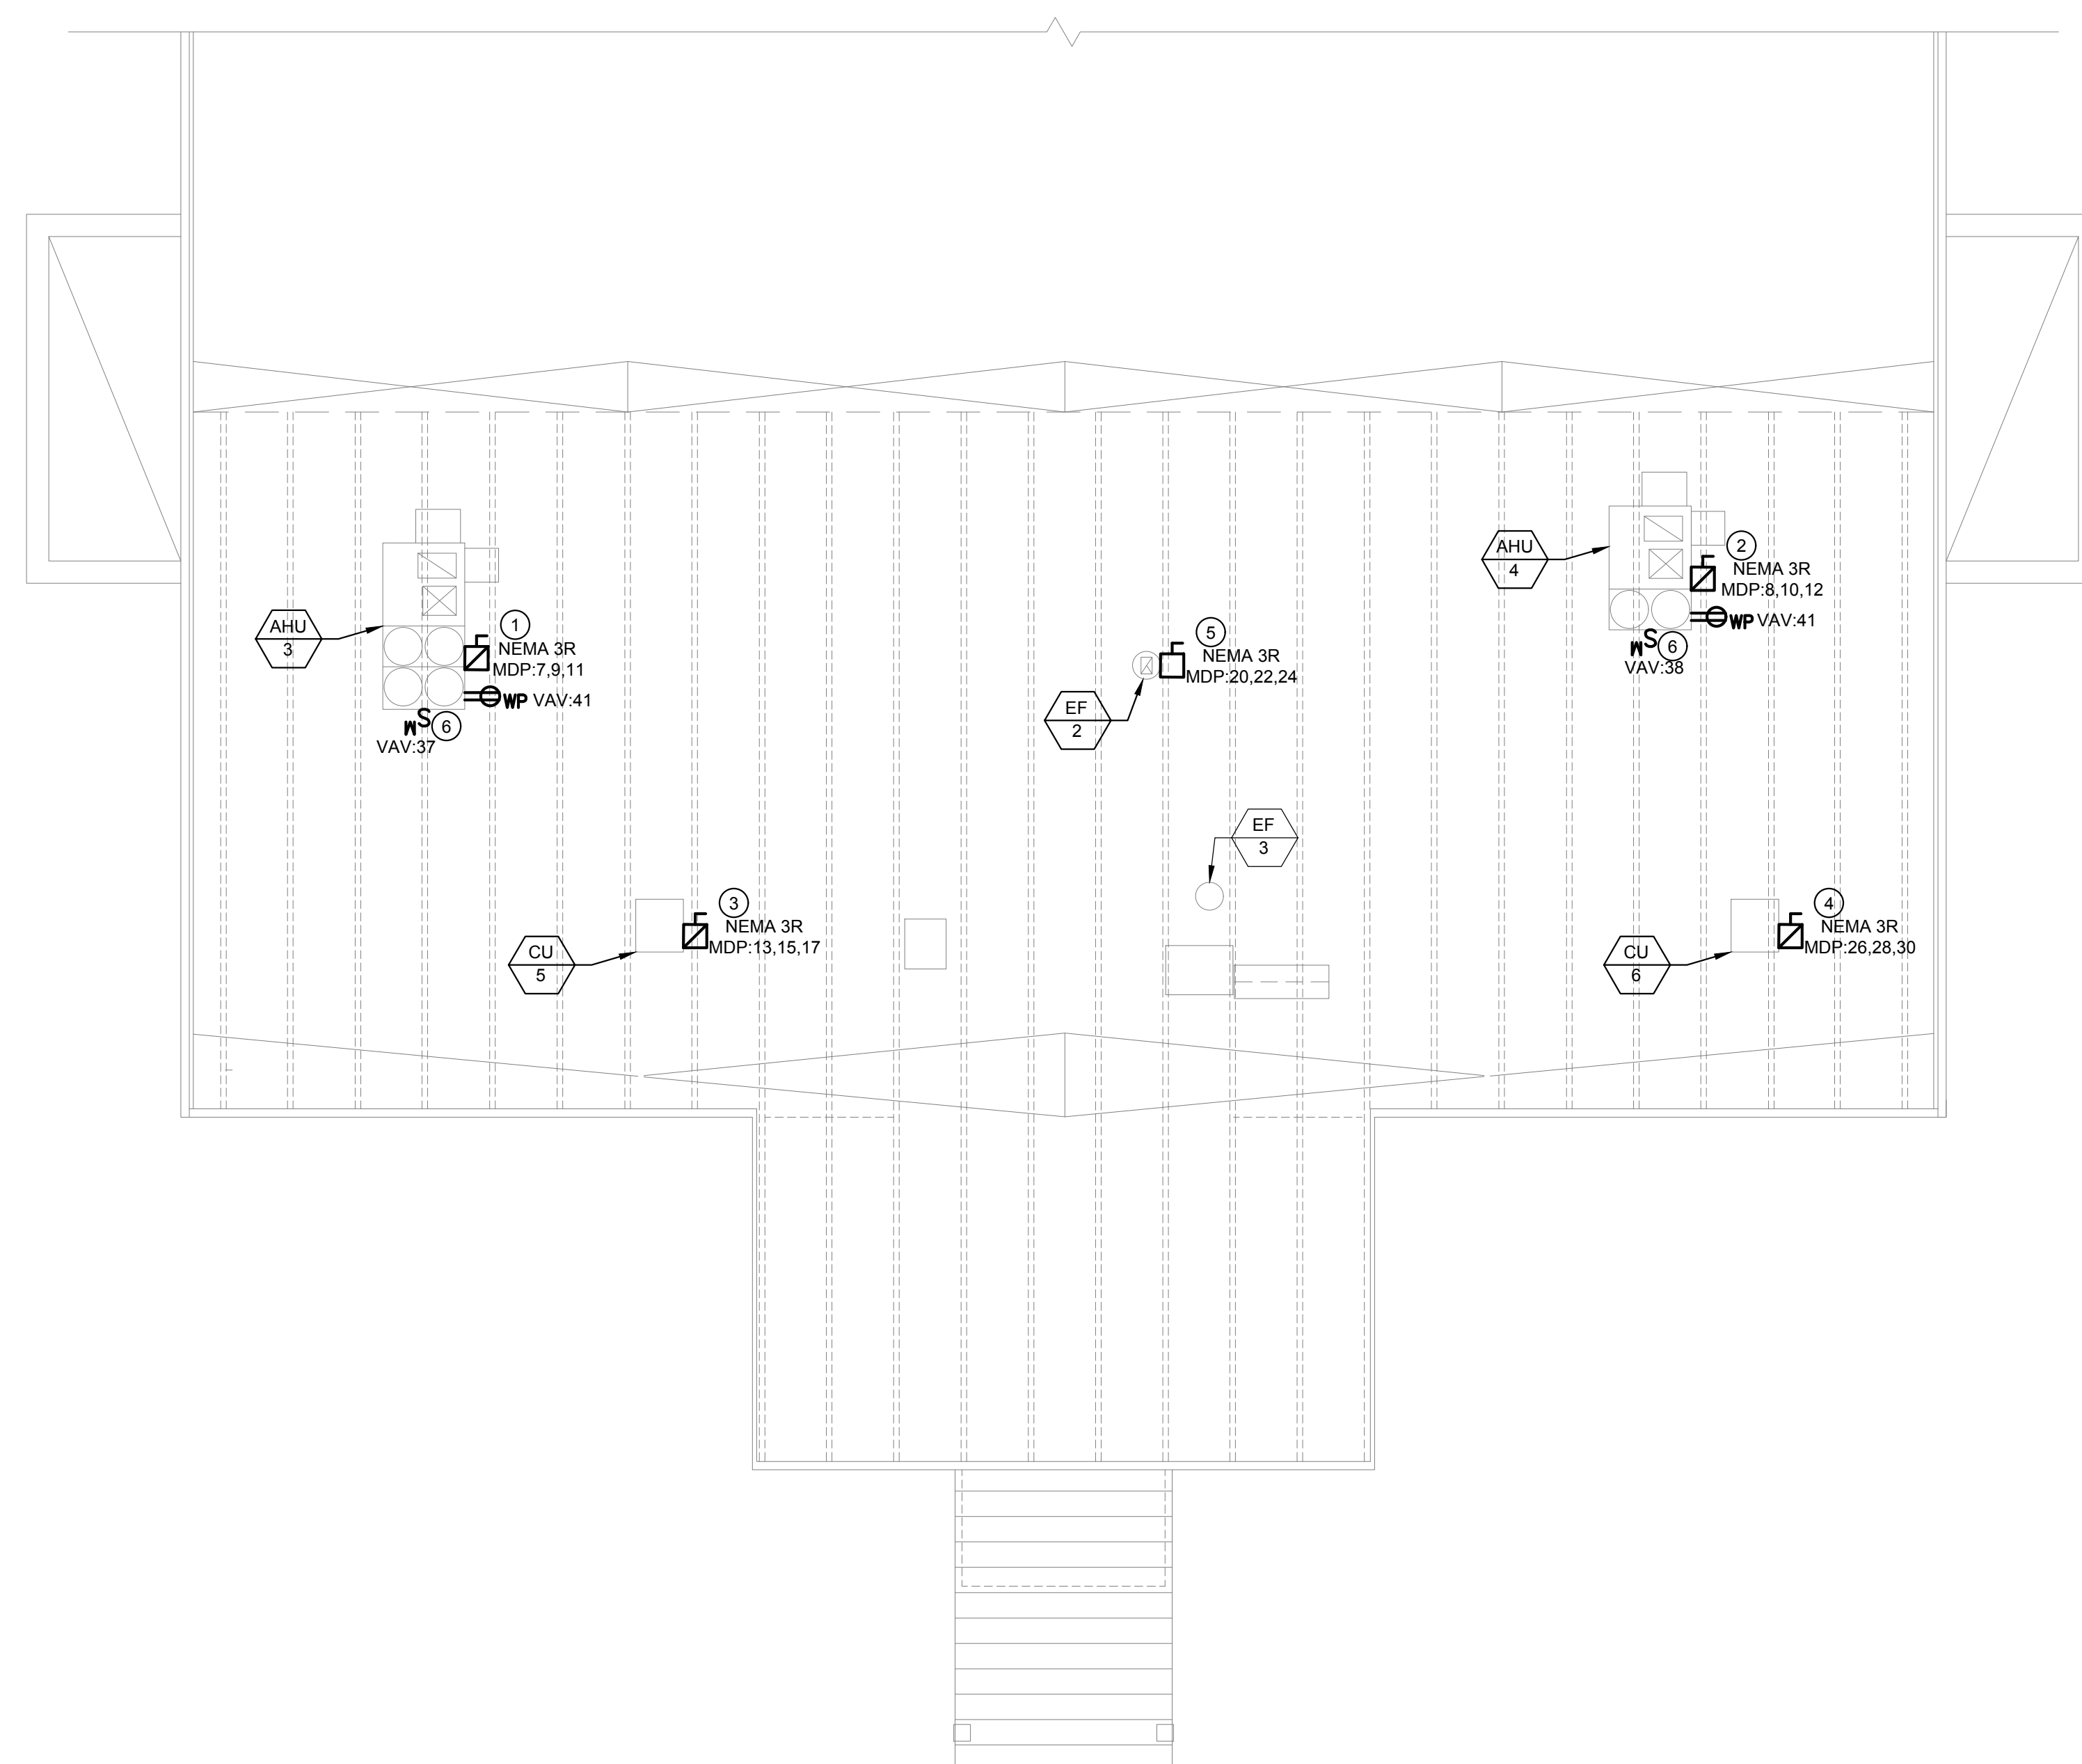 AHU
4
2
NEMA 3R
MDP:8,10,12
WP VAV:41
W S 6
VAV:38
AHU
3
1
NEMA 3R
MDP:7,9,11
WP VAV:41
W S 6
VAV:37
5
NEMA 3R
MDP:20,22,24
EF
2
EF
3
3
NEMA 3R
MDP:13,15,17
CU
5
4
NEMA 3R
MDP:26,28,30
CU
6